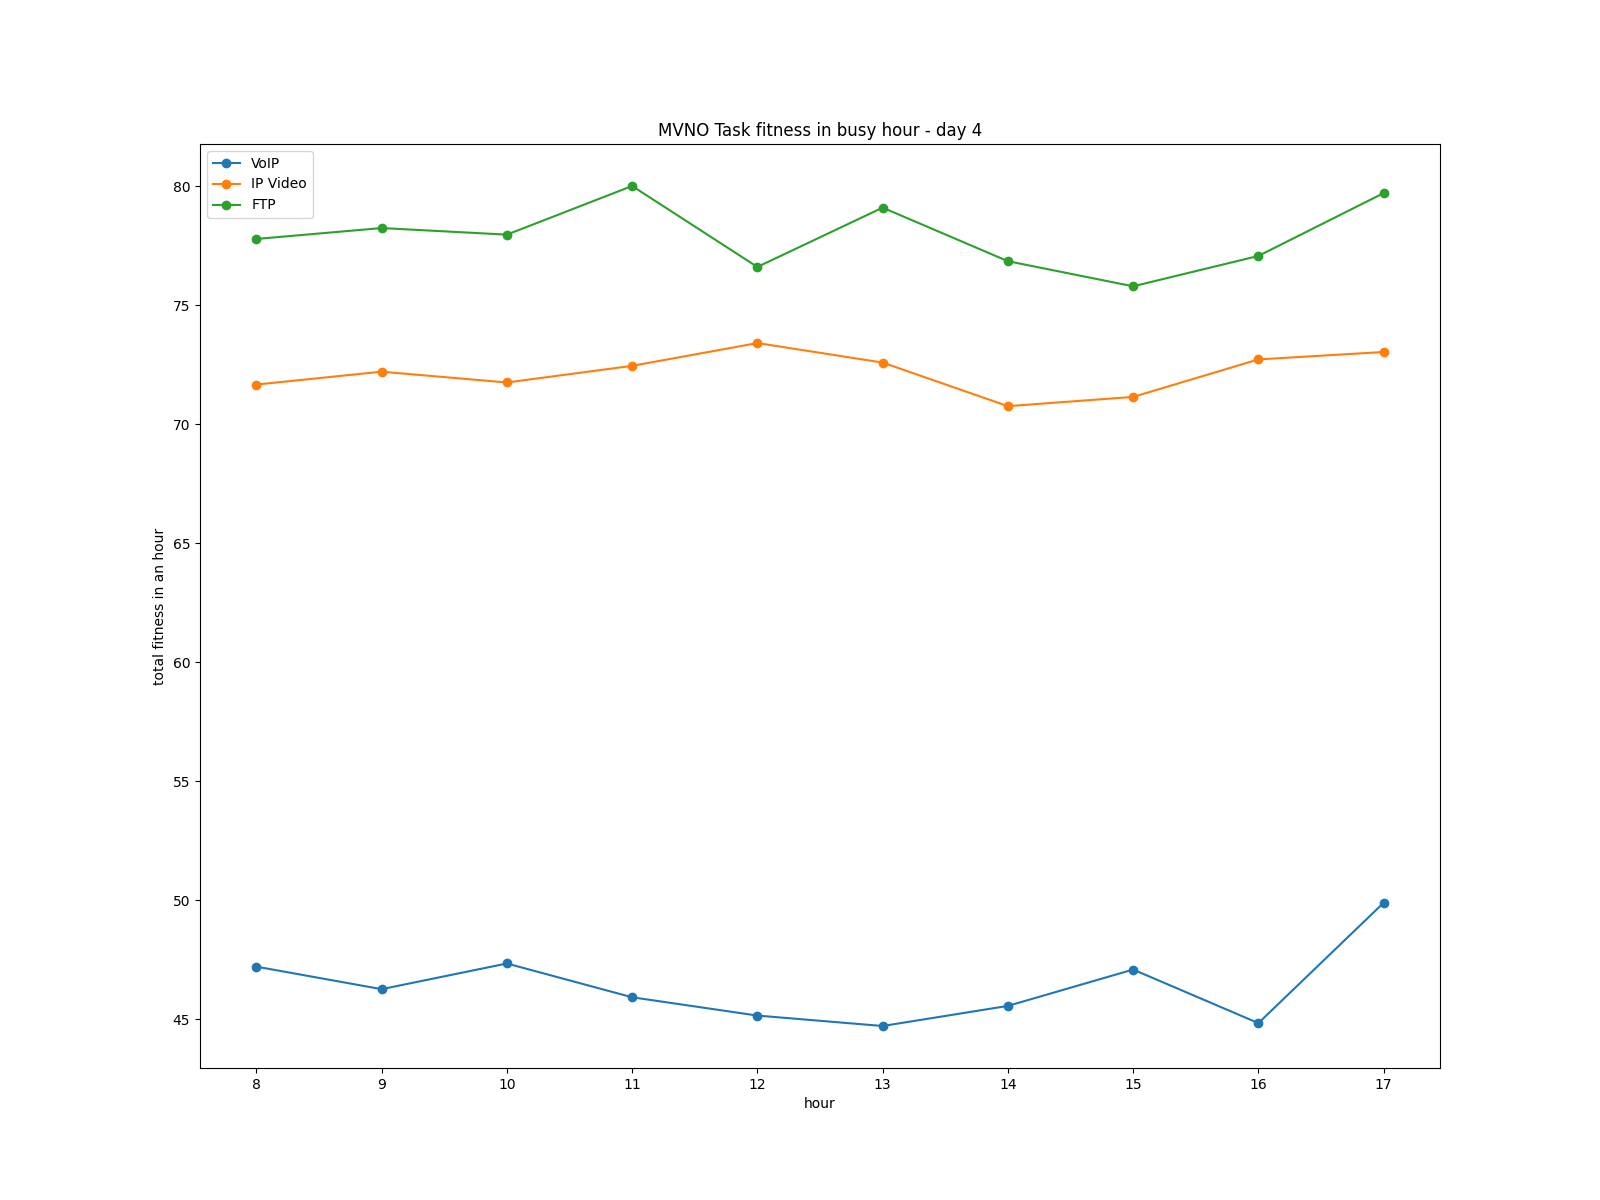 MVNO Task fitness in busy hour - day 4
VoIP
IP Video
FTP
80
75
70
65
60
55
50
45
total fitness in an hour
8 9 10 11 12 13 14 15 16 17
hour